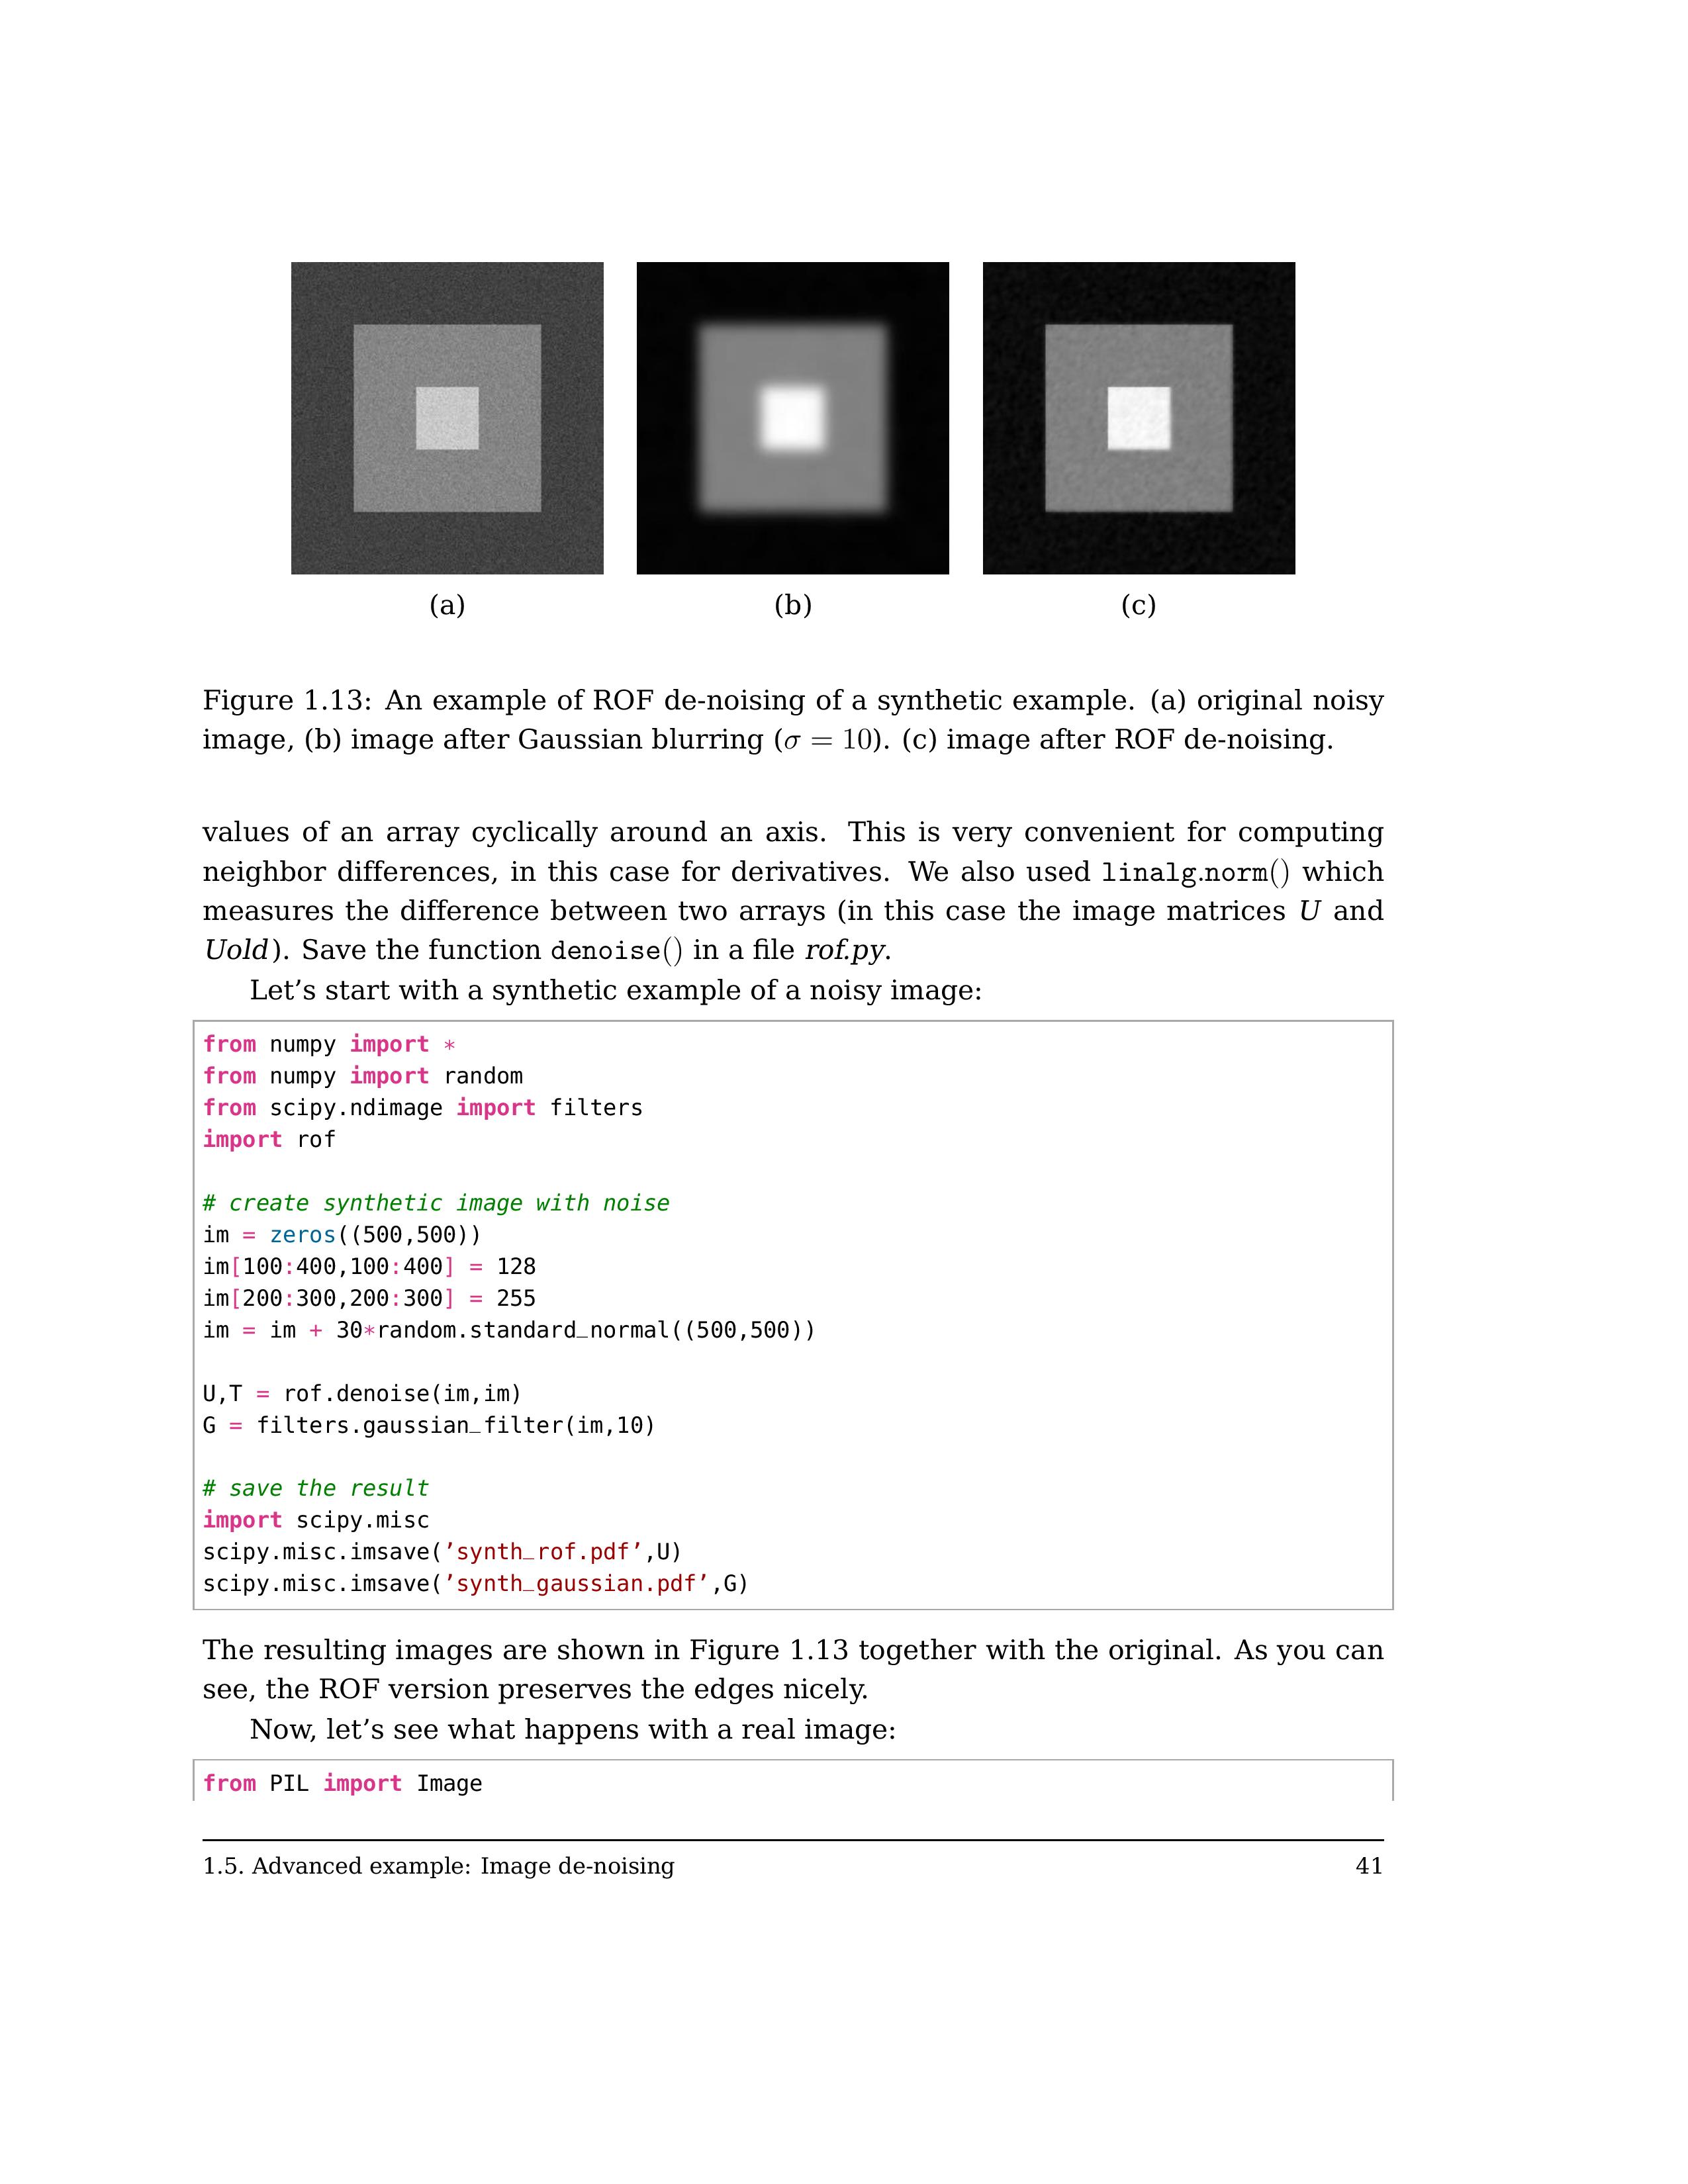 (a)
(b)
(c)
Figure 1.13: An example of ROF de-noising of a synthetic example. (a) original noisy
image, (b) image after Gaussian blurring (σ = 10). (c) image after ROF de-noising.
values of an array cyclically around an axis. This is very convenient for computing
neighbor differences, in this case for derivatives. We also used linalg.norm() which
measures the difference between two arrays (in this case the image matrices U and
Uold). Save the function denoise() in a file rof.py.
Let’s start with a synthetic example of a noisy image:
from numpy import *
from numpy import random
from scipy.ndimage import filters
import rof
# create synthetic image with noise
im = zeros((500,500))
im[100:400,100:400] = 128
im[200:300,200:300] = 255
im = im + 30*random.standard_normal((500,500))
U,T = rof.denoise(im,im)
G = filters.gaussian_filter(im,10)
# save the result
import scipy.misc
scipy.misc.imsave(’synth_rof.pdf’,U)
scipy.misc.imsave(’synth_gaussian.pdf’,G)
The resulting images are shown in Figure 1.13 together with the original. As you can
see, the ROF version preserves the edges nicely.
Now, let’s see what happens with a real image:
from PIL import Image
1.5. Advanced example: Image de-noising 41